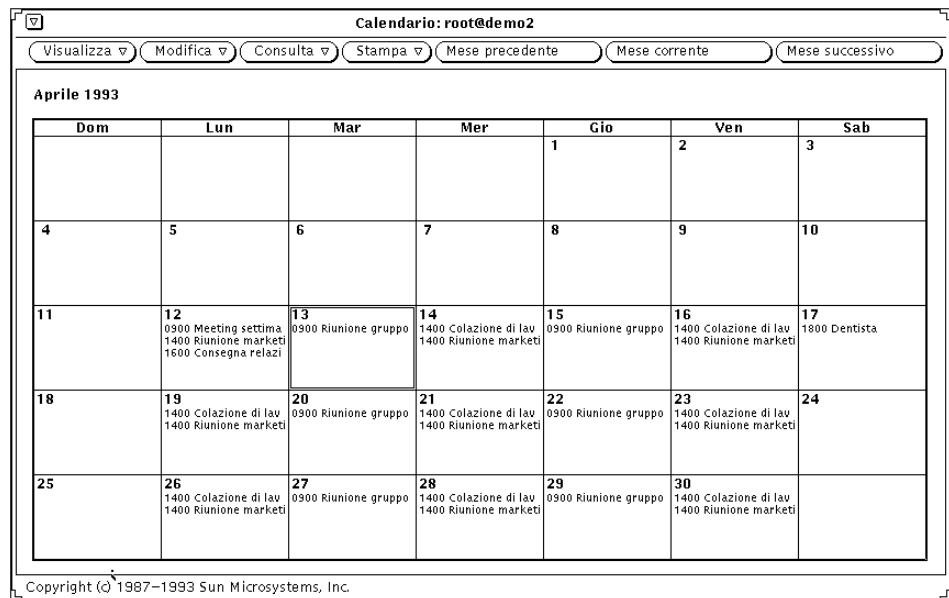 Calendario: root@demo2
Visualizza Modifica Consulta Stampa Mese precedente Mese corrente Mese successivo
Aprile 1993
Dom Lun Mar Mer Gio Ven Sab
1 2 3
4 5 6 7 8 9 10
11 12 13 14 15 16 17
0900 Meeting settima 0900 Riunione gruppo 1400 Colazione di lav 0900 Riunione gruppo 1400 Colazione di lav 1800 Dentista
1400 Riunione marketi 1400 Riunione marketi 1400 Riunione marketi
1600 Consegna relazi
18 19 20 21 22 23 24
1400 Colazione di lav 0900 Riunione gruppo 1400 Colazione di lav 0900 Riunione gruppo 1400 Colazione di lav
1400 Riunione marketi 1400 Riunione marketi 1400 Riunione marketi
25 26 27 28 29 30
1400 Colazione di lav 0900 Riunione gruppo 1400 Colazione di lav 0900 Riunione gruppo 1400 Colazione di lav
1400 Riunione marketi 1400 Riunione marketi 1400 Riunione marketi
Copyright (c) 1987-1993 Sun Microsystems, Inc.